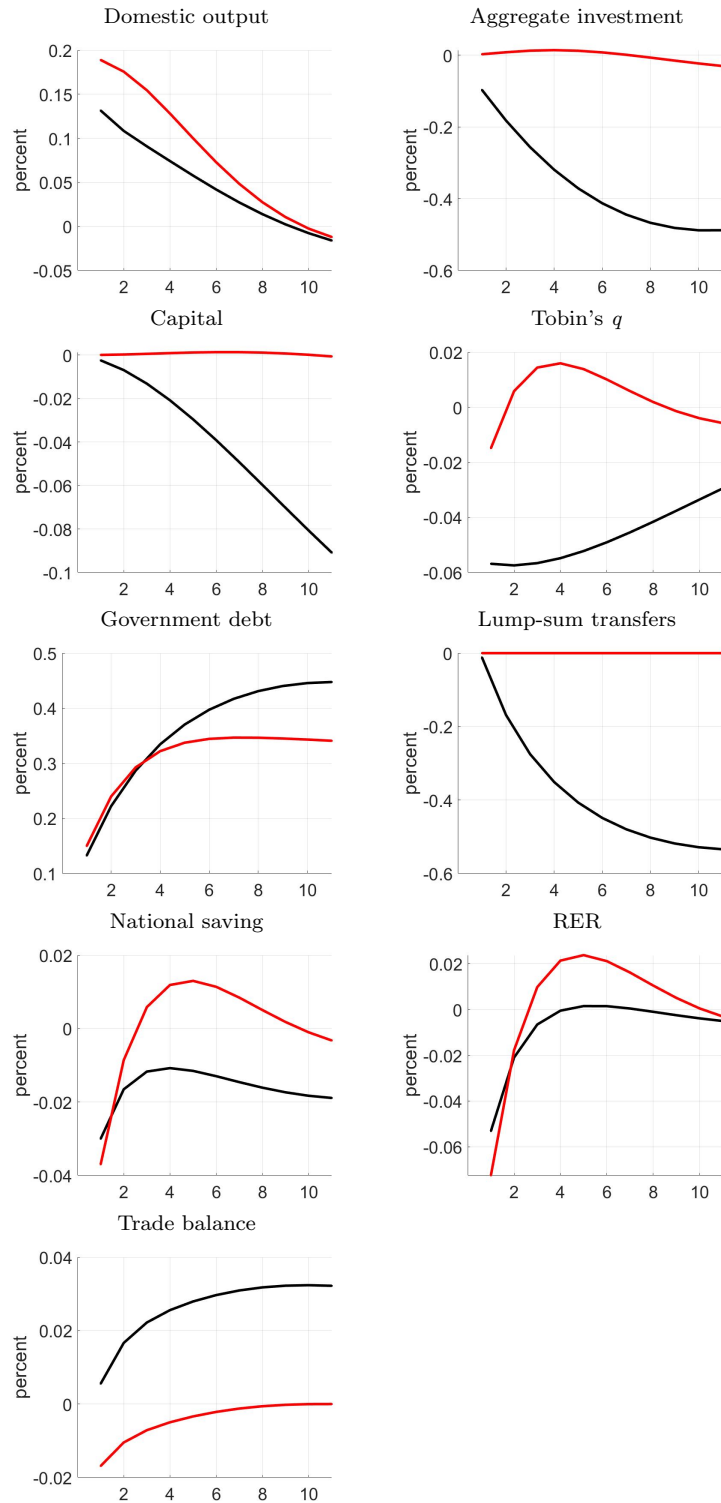 Domestic output
percent
0.2
0.15
0.1
0.05
0
-0.05
2 4 6 8 10
Aggregate investment
percent
0
-0.2
-0.4
-0.6
2 4 6 8 10
Capital
percent
0
-0.02
-0.04
-0.06
-0.08
-0.1
2 4 6 8 10
Tobin's q
percent
0.02
0
-0.02
-0.04
-0.06
2 4 6 8 10
Government debt
percent
0.5
0.4
0.3
0.2
0.1
2 4 6 8 10
Lump-sum transfers
percent
0
-0.2
-0.4
-0.6
2 4 6 8 10
National saving
percent
0.02
0
-0.02
-0.04
2 4 6 8 10
RER
percent
0.02
0
-0.02
-0.04
-0.06
2 4 6 8 10
Trade balance
percent
0.04
0.02
0
-0.02
2 4 6 8 10